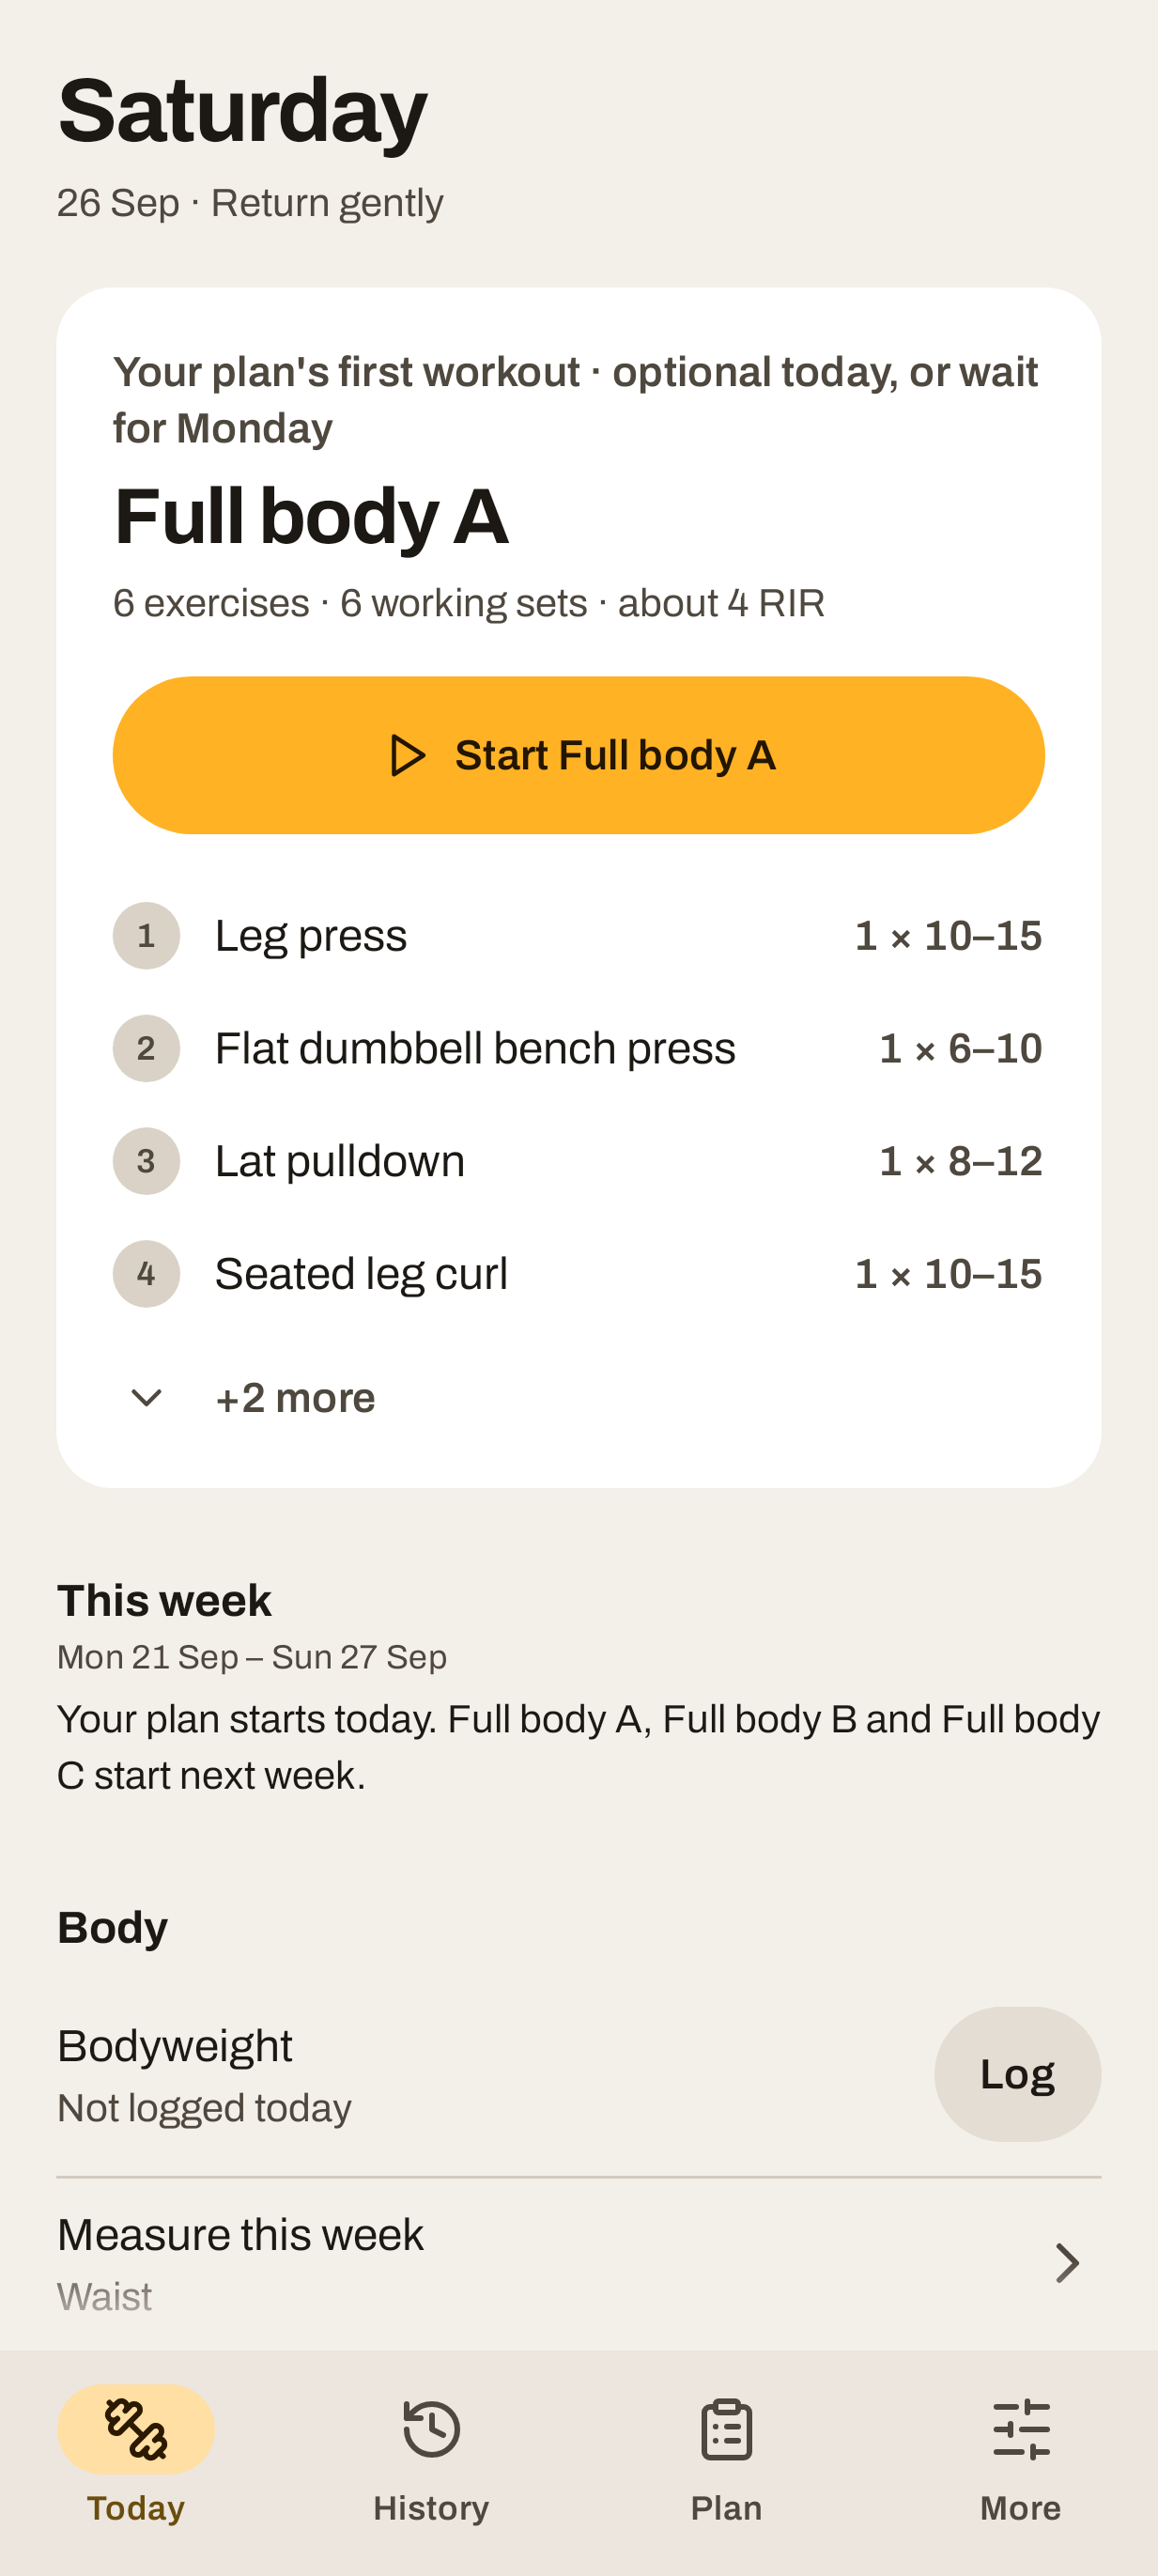 Saturday
26 Sep · Return gently
Your plan's first workout · optional today, or wait
for Monday
Full body A
6 exercises · 6 working sets · about 4 RIR
Start Full body A
1 Leg press 1 × 10–15
2 Flat dumbbell bench press 1 × 6–10
3 Lat pulldown 1 × 8–12
4 Seated leg curl 1 × 10–15
+2 more
This week
Mon 21 Sep – Sun 27 Sep
Your plan starts today. Full body A, Full body B and Full body
C start next week.
Body
Bodyweight
Not logged today
Log
Measure this week
Waist
Today History Plan More